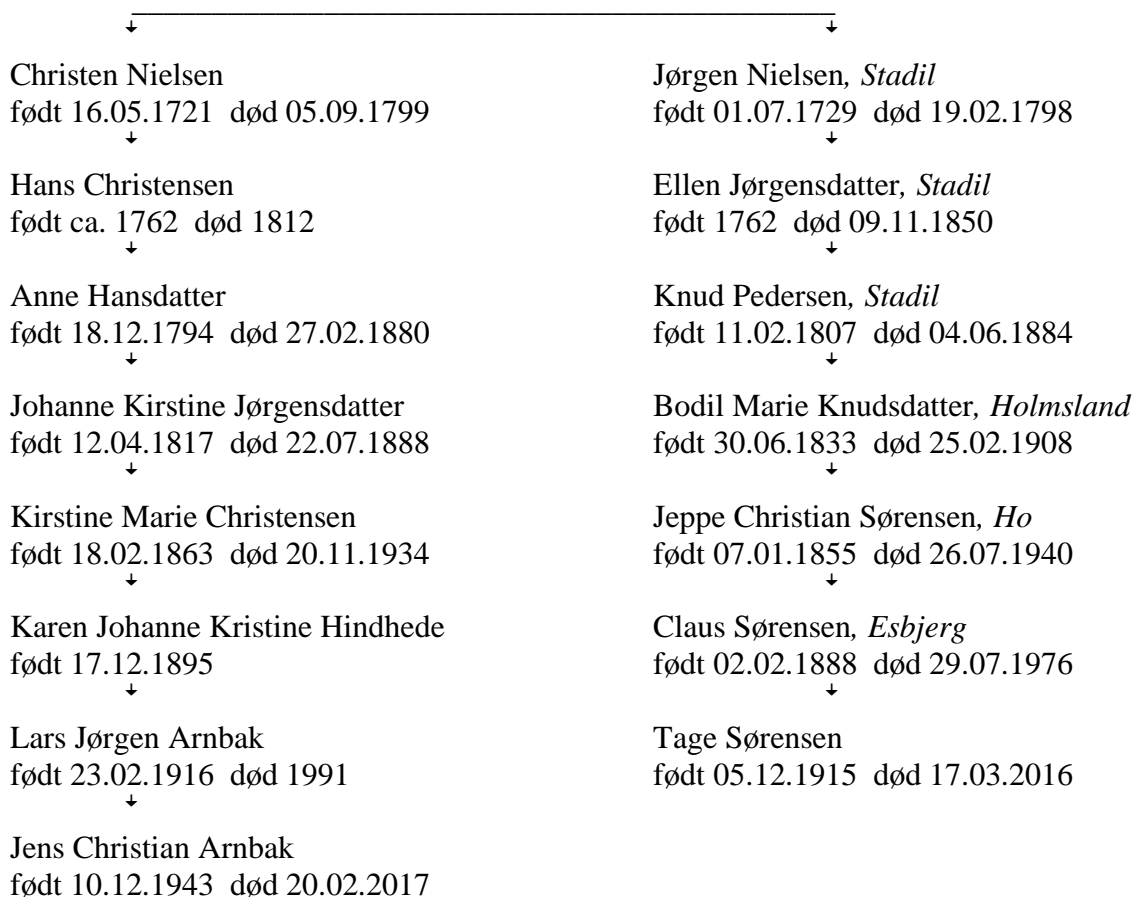 Christen Nielsen
født 16.05.1721 død 05.09.1799
Hans Christensen
født ca. 1762 død 1812
Anne Hansdatter
født 18.12.1794 død 27.02.1880
Johanne Kirstine Jørgensdatter
født 12.04.1817 død 22.07.1888
Kirstine Marie Christensen
født 18.02.1863 død 20.11.1934
Karen Johanne Kristine Hindhede
født 17.12.1895
Lars Jørgen Arnbak
født 23.02.1916 død 1991
Jens Christian Arnbak
født 10.12.1943 død 20.02.2017
Jørgen Nielsen, Stadil
født 01.07.1729 død 19.02.1798
Ellen Jørgensdatter, Stadil
født 1762 død 09.11.1850
Knud Pedersen, Stadil
født 11.02.1807 død 04.06.1884
Bodil Marie Knudsdatter, Holmsland
født 30.06.1833 død 25.02.1908
Jeppe Christian Sørensen, Ho
født 07.01.1855 død 26.07.1940
Claus Sørensen, Esbjerg
født 02.02.1888 død 29.07.1976
Tage Sørensen
født 05.12.1915 død 17.03.2016